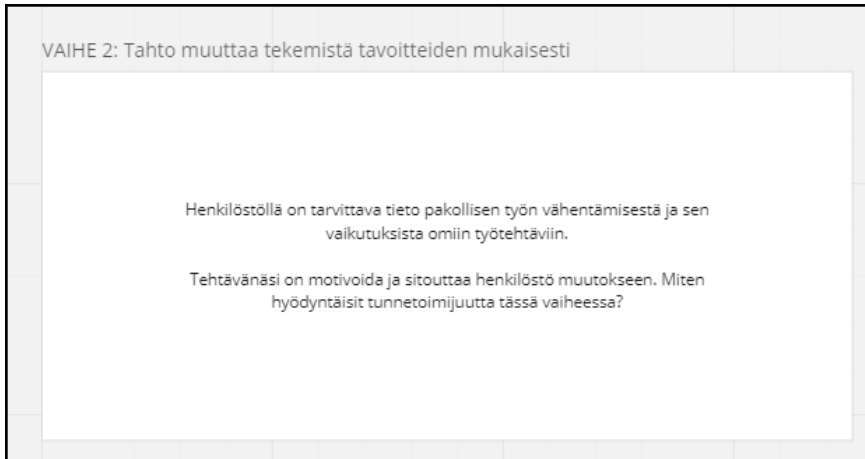 VAIHE 2: Tahto muuttaa tekemistä tavoitteiden mukaisesti
Henkilöstöllä on tarvittava tieto pakollisen työn vähentämisestä ja sen
vaikutuksista omiin työtehtäviin.
Tehtävänäsi on motivoida ja sitouttaa henkilöstö muutokseen. Miten
hyödyntäisit tunnetoimijuutta tässä vaiheessa?